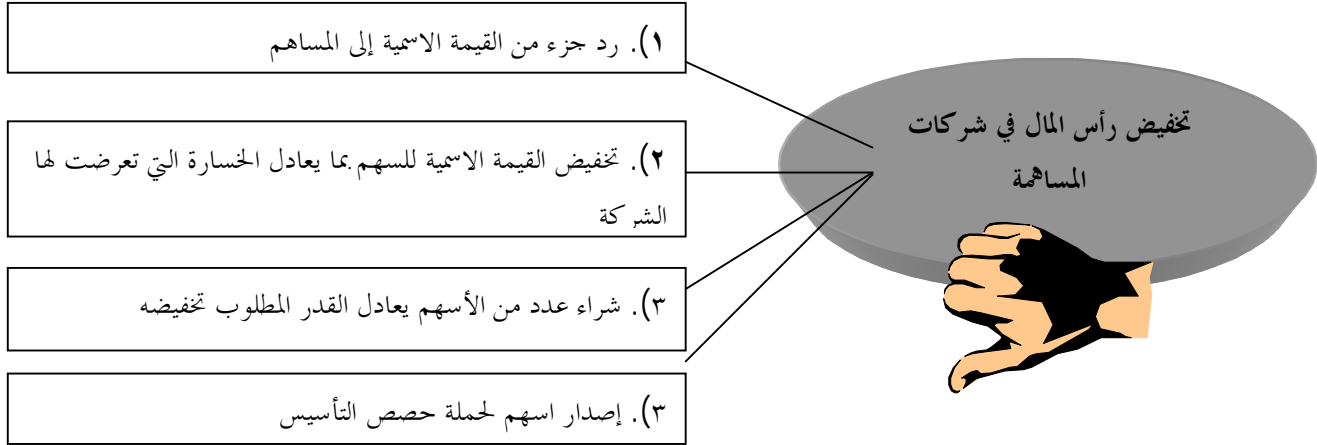 ١). رد جزء من القيمة الاسمية إلى المساهم
تخفيض رأس المال في شركات
المساهمة
٢). تخفيض القيمة الاسمية للسهم بما يعادل الخسارة التي تعرضت لها
الشركة
٣). شراء عدد من الأسهم يعادل القدر المطلوب تخفيضه
٣). إصدار اسهم لحملة حصص التأسيس